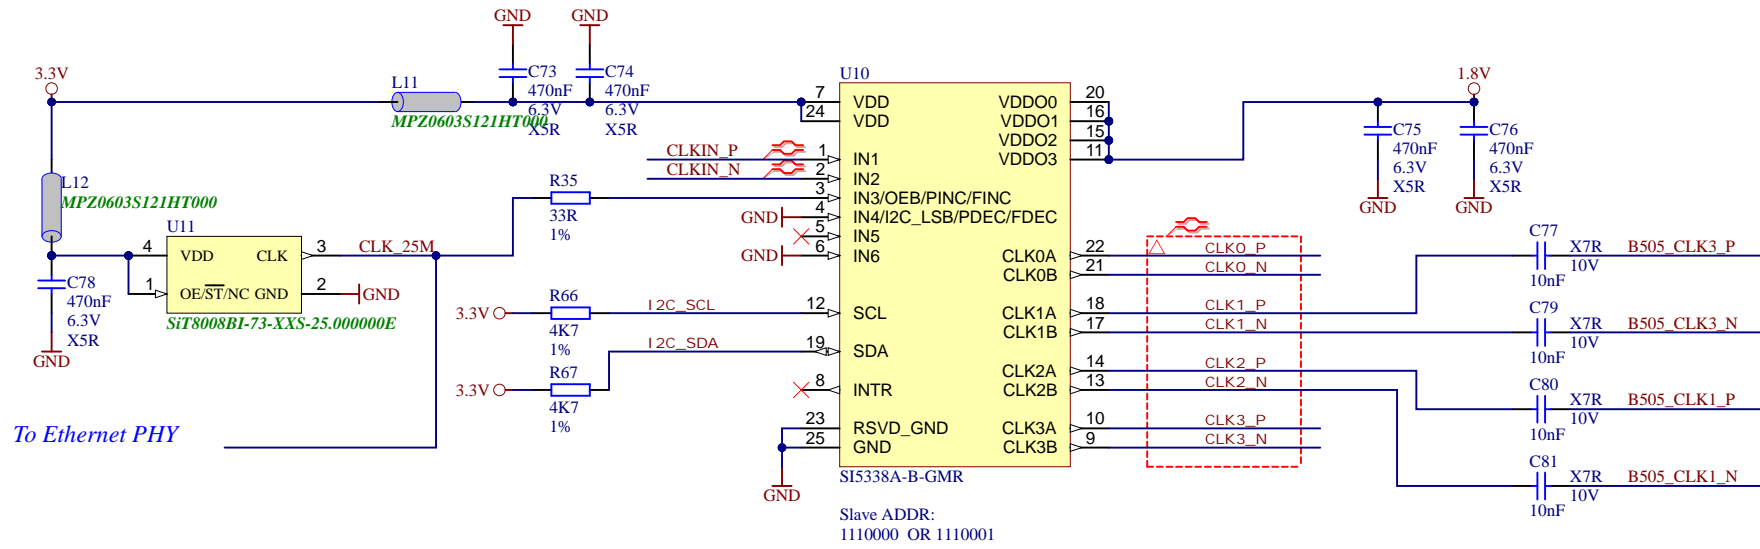 GND
GND
3.3V
L11
MPZ0603S121HT000
C73
470nF
6.3V
X5R
C74
470nF
6.3V
X5R
U10
7
VDD
24
VDD
1
IN1
2
IN2
3
IN3/OEB/PINC/FINC
4
IN4/I2C_LSB/PDEC/FDEC
5
IN5
6
IN6
12
SCL
19
SDA
8
INTR
23
RSVD_GND
25
GND
VDDO0
20
VDDO1
16
VDDO2
15
VDDO3
11
CLK0A
22
CLK0B
21
CLK1A
18
CLK1B
17
CLK2A
14
CLK2B
13
CLK3A
10
CLK3B
9
SI5338A-B-GMR
Slave ADDR:
1110000 OR 1110001
CLKIN_P
CLKIN_N
R35
33R
1%
GND
GND
L12
MPZ0603S121HT000
U11
4
VDD
CLK
3
CLK_25M
1
OE/ST/NC
GND
2
GND
SiT8008BI-73-XXS-25.000000E
C78
470nF
6.3V
X5R
GND
3.3V
R66
4K7
1%
I2C_SCL
3.3V
R67
4K7
1%
I2C_SDA
To Ethernet PHY
GND
1.8V
C75
470nF
6.3V
X5R
GND
C76
470nF
6.3V
X5R
GND
CLK0_P
CLK0_N
CLK1_P
CLK1_N
CLK2_P
CLK2_N
CLK3_P
CLK3_N
C77
X7R
10V
10nF
B505_CLK3_P
C79
X7R
10V
10nF
B505_CLK3_N
C80
X7R
10V
10nF
B505_CLK1_P
C81
X7R
10V
10nF
B505_CLK1_N